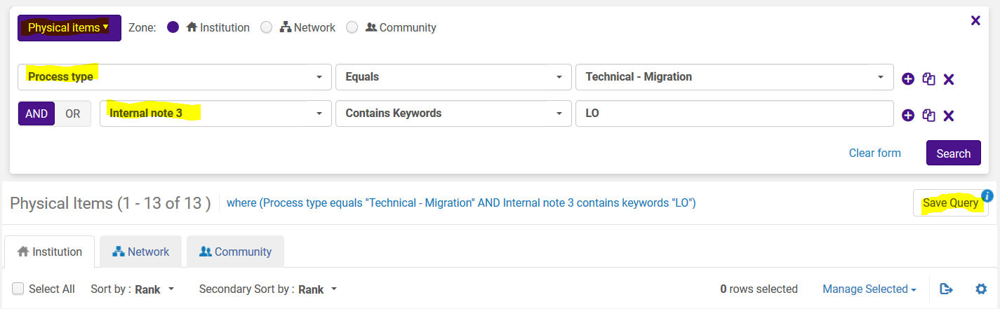 Physical items Zone: Institution Network Community
Process type Equals Technical - Migration
AND OR Internal note 3 Contains Keywords LO
Clear form Search
Physical Items (1 - 13 of 13 ) where (Process type equals "Technical - Migration" AND Internal note 3 contains keywords "LO") Save Query i
Institution Network Community
Select All Sort by : Rank Secondary Sort by : Rank 0 rows selected Manage Selected